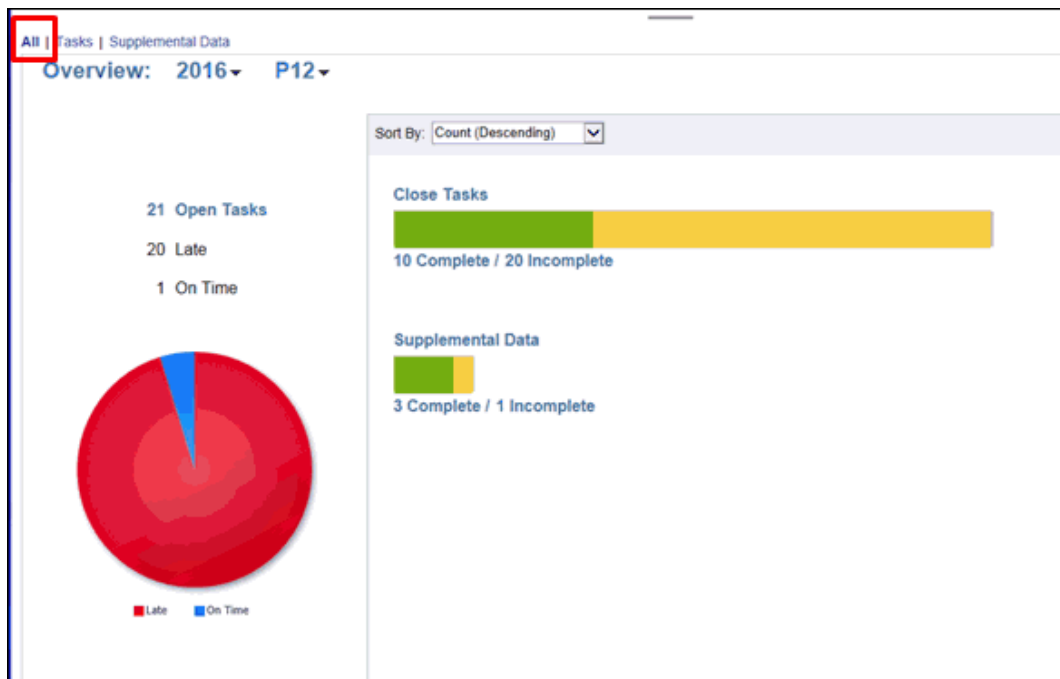 All | Tasks | Supplemental Data
Overview: 2016 P12
Sort By: Count (Descending)
21 Open Tasks
20 Late
1 On Time
Late On Time
Close Tasks
10 Complete / 20 Incomplete
Supplemental Data
3 Complete / 1 Incomplete